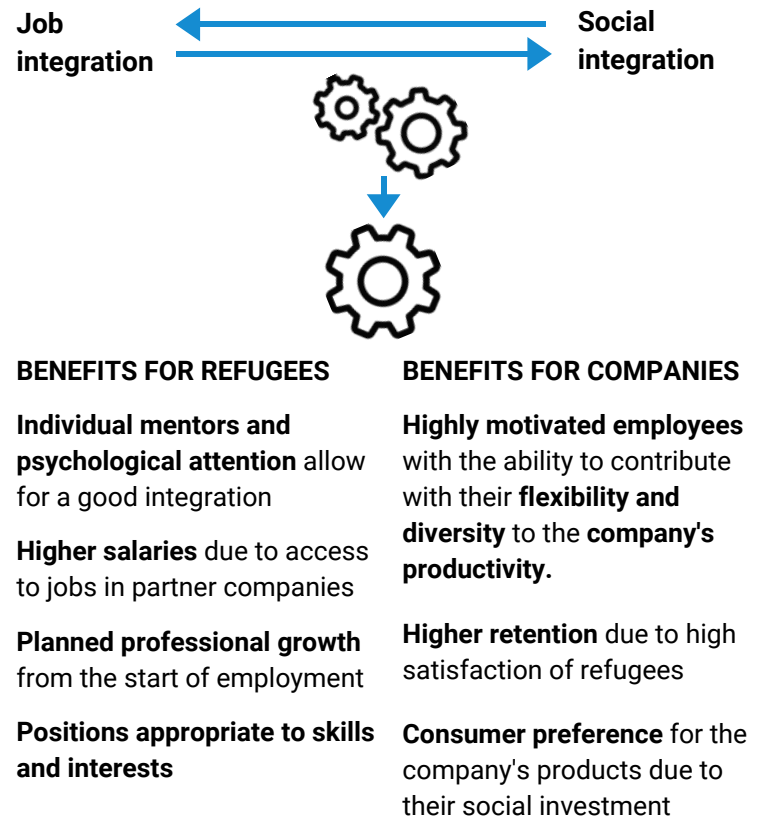 Job
integration
Social
integration
BENEFITS FOR REFUGEES
Individual mentors and
psychological attention allow
for a good integration
Higher salaries due to access
to jobs in partner companies
Planned professional growth
from the start of employment
Positions appropriate to skills
and interests
BENEFITS FOR COMPANIES
Highly motivated employees
with the ability to contribute
with their flexibility and
diversity to the company's
productivity.
Higher retention due to high
satisfaction of refugees
Consumer preference for the
company's products due to
their social investment